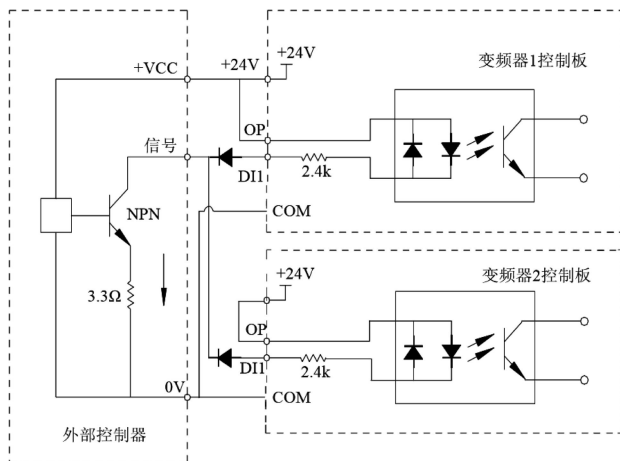 +VCC
+24V
+24V
变频器1控制板
OP
信号
DI1
2.4k
NPN
COM
3.3Ω
+24V
变频器2控制板
OP
DI1
2.4k
0V
COM
外部控制器